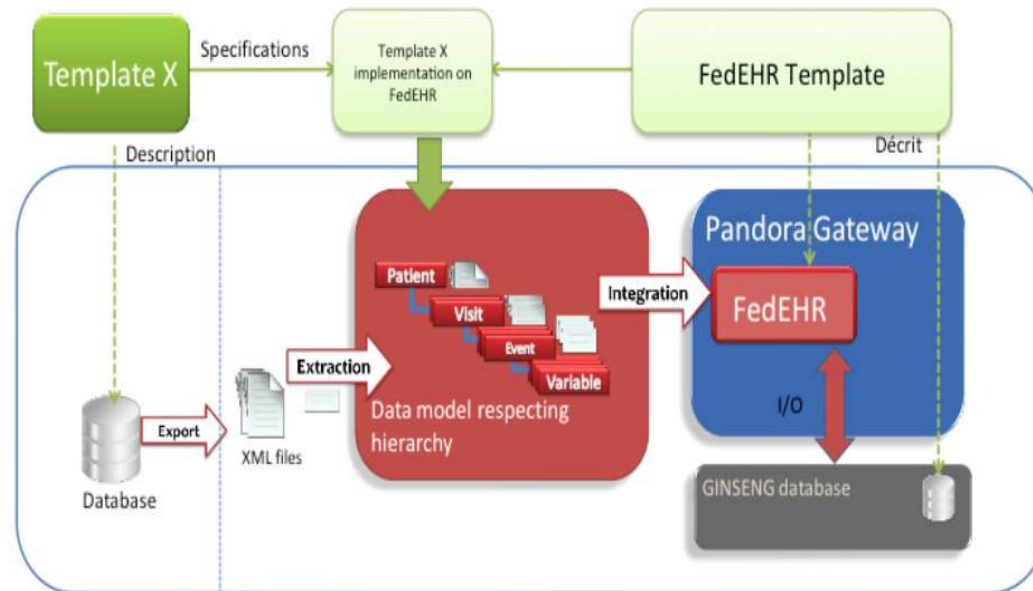 Template X
Specifications
Template X
implementation on
FedEHR
FedEHR Template
Description
Décrit
Pandora Gateway
FedEHR
I/O
GINSENG database
Patient
Visit
Event
Variable
Data model respecting
hierarchy
Integration
Extraction
XML files
Export
Database